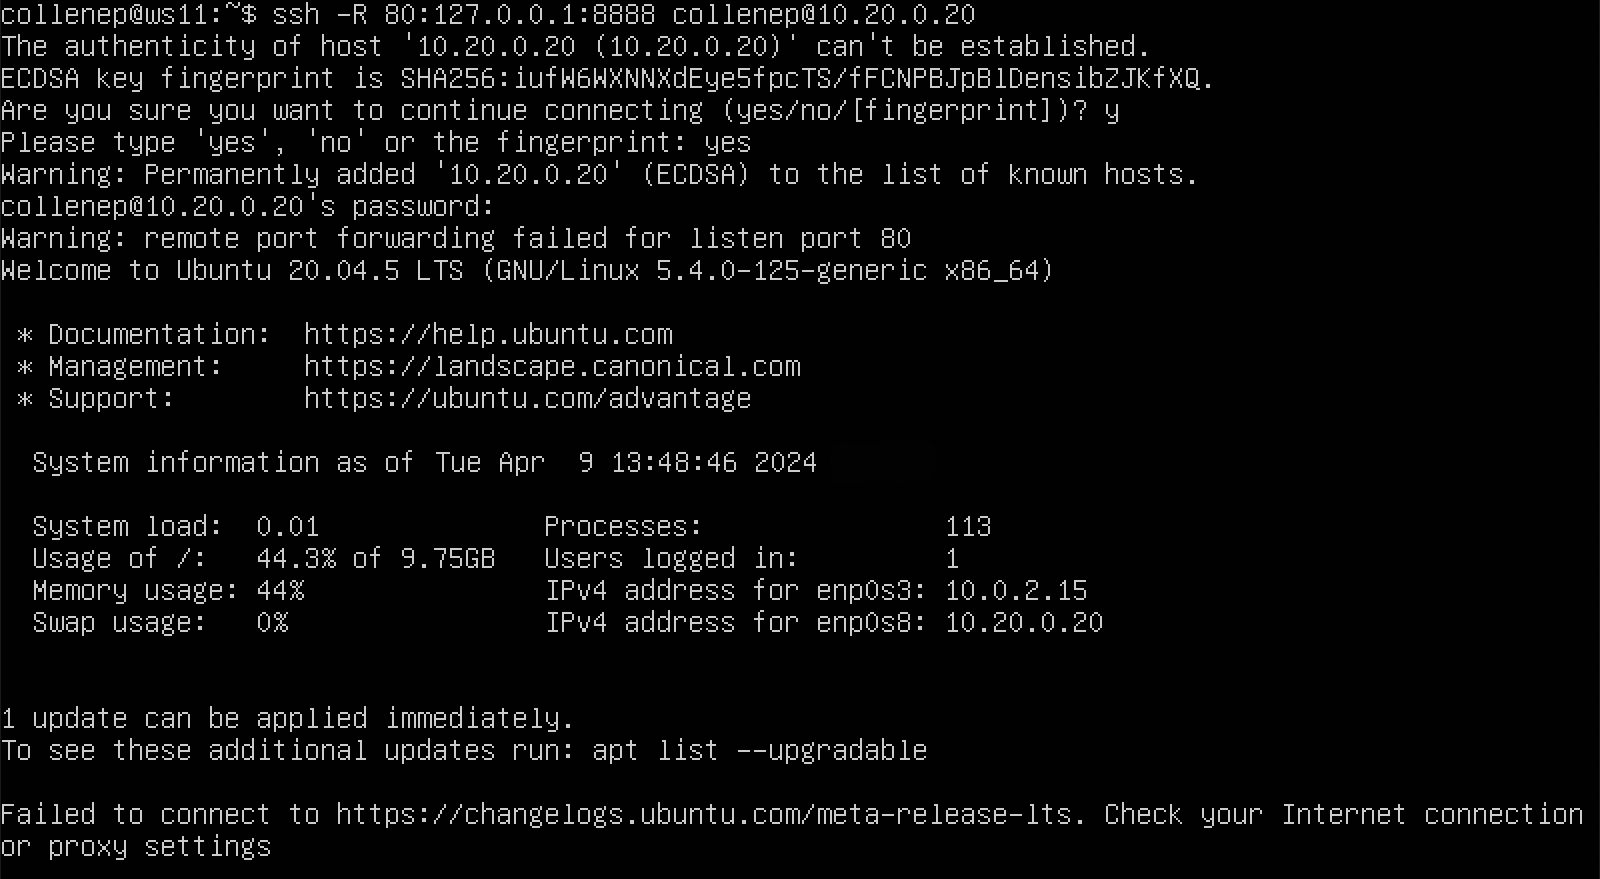 collenep@ws11:~$ ssh -R 80:127.0.0.1:8888 collenep@10.20.0.20
The authenticity of host '10.20.0.20 (10.20.0.20)' can't be established.
ECDSA key fingerprint is SHA256:iufW6WXNNXdEye5fpcTS/fFCNPBJpBlDensibZJKfXQ.
Are you sure you want to continue connecting (yes/no/[fingerprint])? y
Please type 'yes', 'no' or the fingerprint: yes
Warning: Permanently added '10.20.0.20' (ECDSA) to the list of known hosts.
collenep@10.20.0.20's password:
Warning: remote port forwarding failed for listen port 80
Welcome to Ubuntu 20.04.5 LTS (GNU/Linux 5.4.0-125-generic x86_64)
* Documentation:  https://help.ubuntu.com
* Management:     https://landscape.canonical.com
* Support:        https://ubuntu.com/advantage
System information as of Tue Apr  9 13:48:46 2024
System load:  0.01              Processes:               113
Usage of /:   44.3% of 9.75GB   Users logged in:         1
Memory usage: 44%               IPv4 address for enp0s3: 10.0.2.15
Swap usage:   0%                IPv4 address for enp0s8: 10.20.0.20
1 update can be applied immediately.
To see these additional updates run: apt list --upgradable
Failed to connect to https://changelogs.ubuntu.com/meta-release-lts. Check your Internet connection
or proxy settings